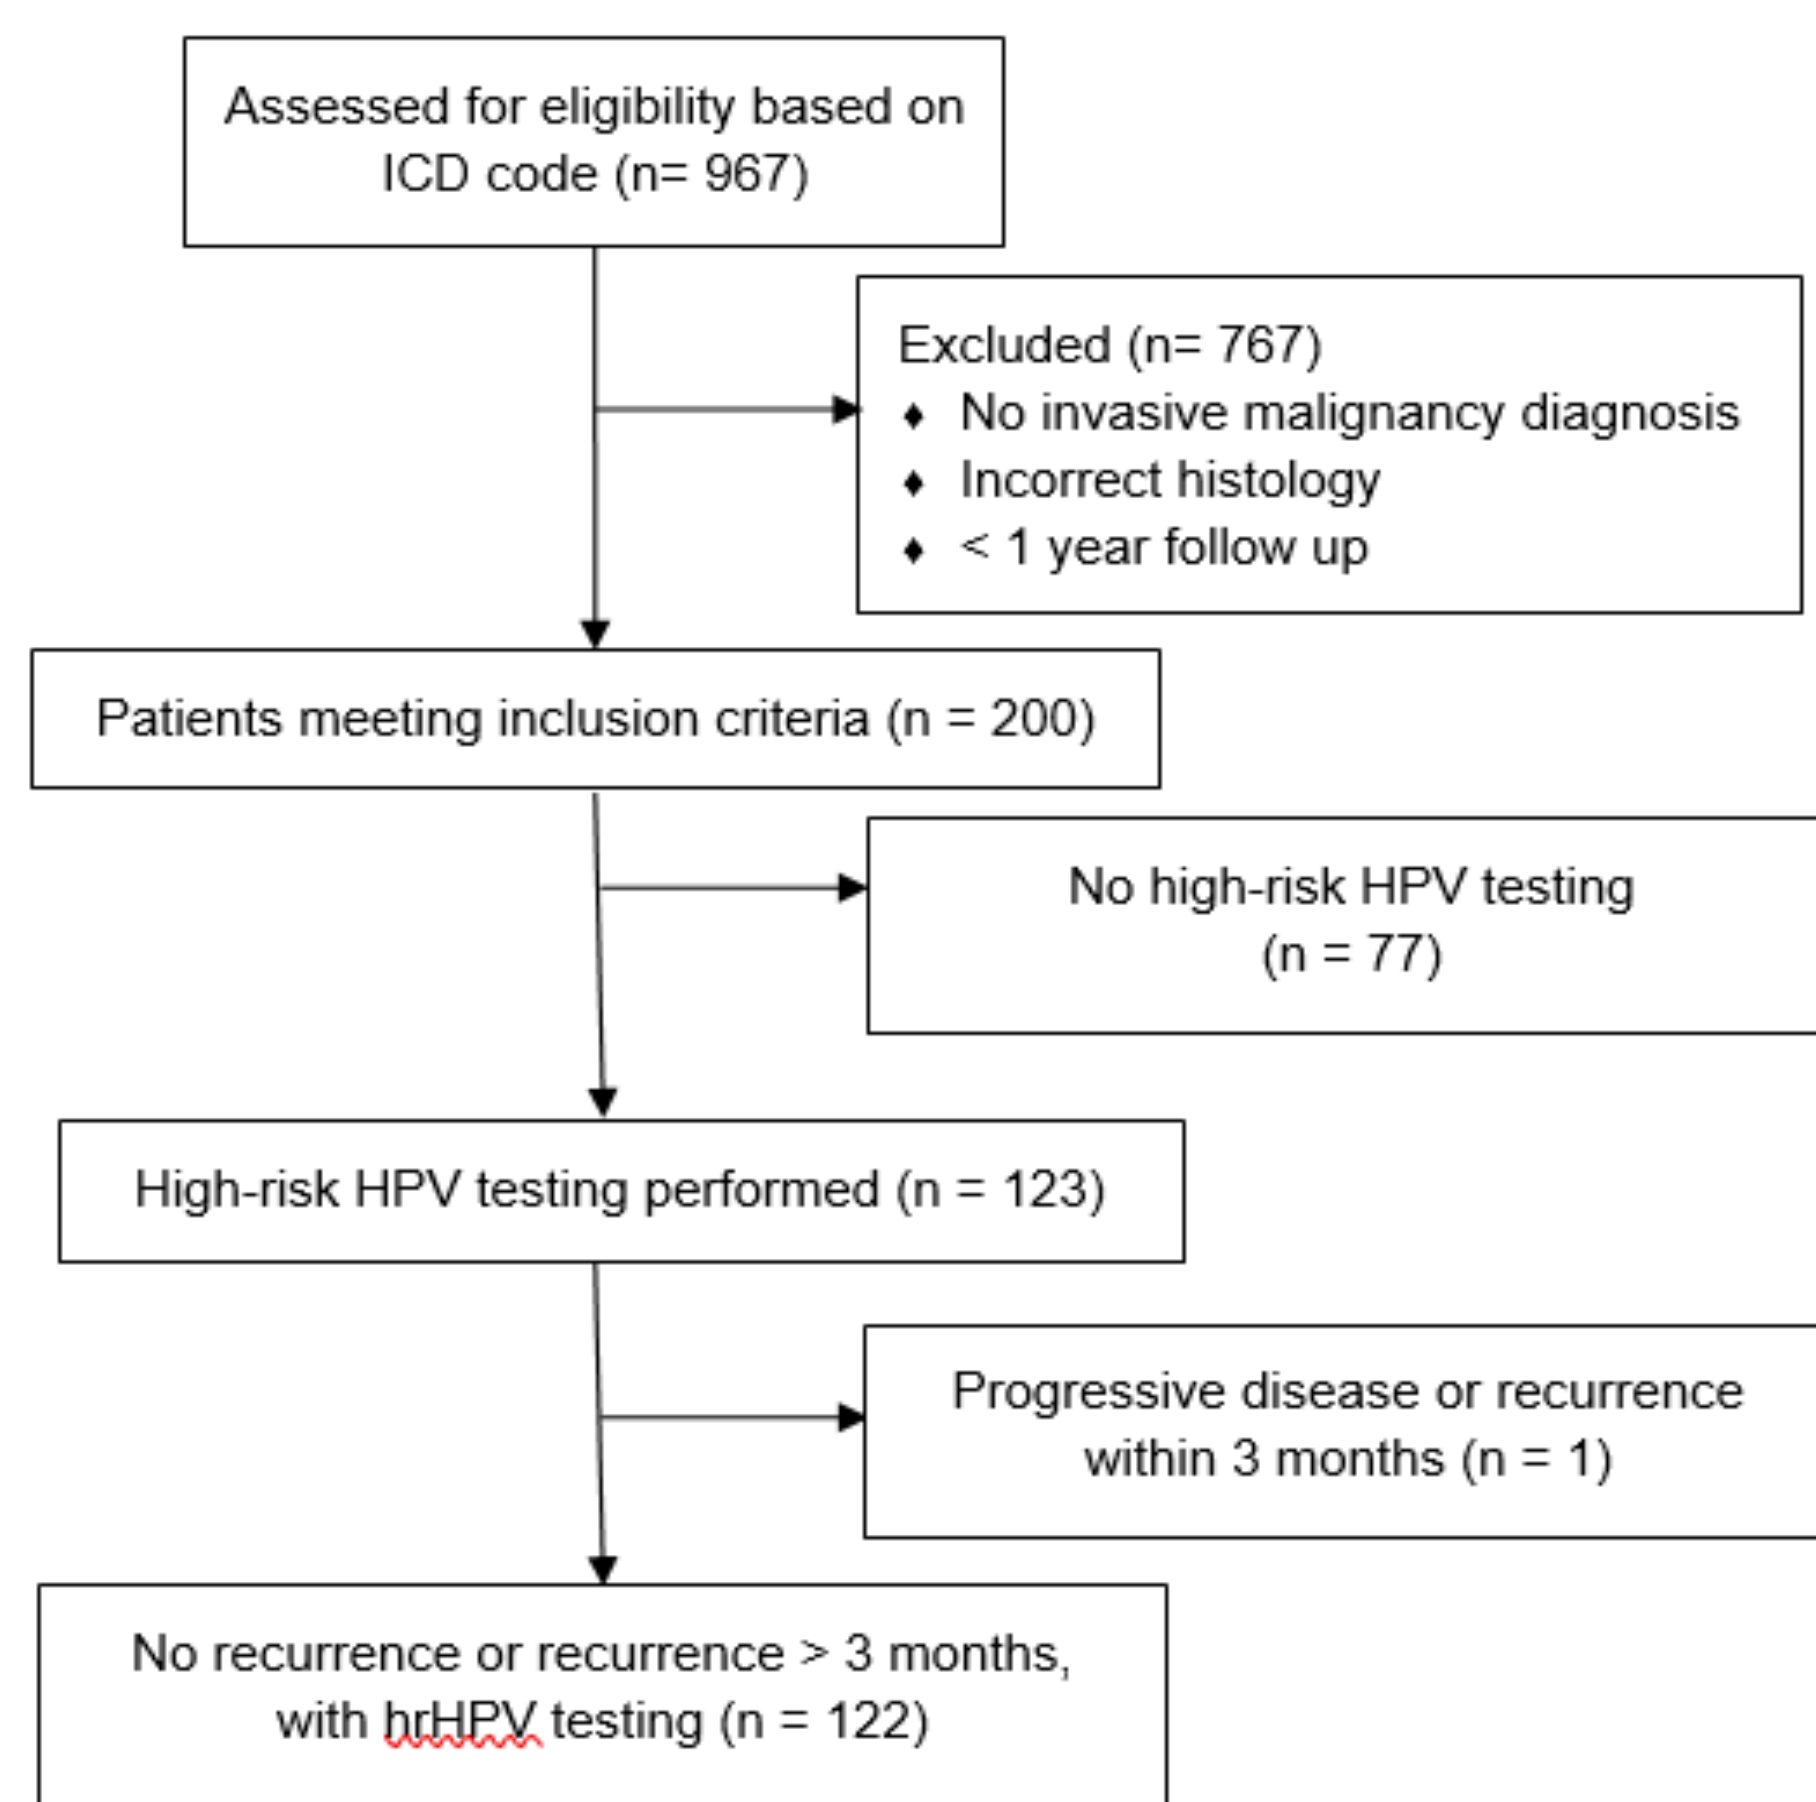 Assessed for eligibility based on
ICD code (n= 967)
Excluded (n= 767)
♦ No invasive malignancy diagnosis
♦ Incorrect histology
♦ < 1 year follow up
Patients meeting inclusion criteria (n = 200)
No high-risk HPV testing
(n = 77)
High-risk HPV testing performed (n = 123)
Progressive disease or recurrence
within 3 months (n = 1)
No recurrence or recurrence > 3 months,
with hrHPV testing (n = 122)